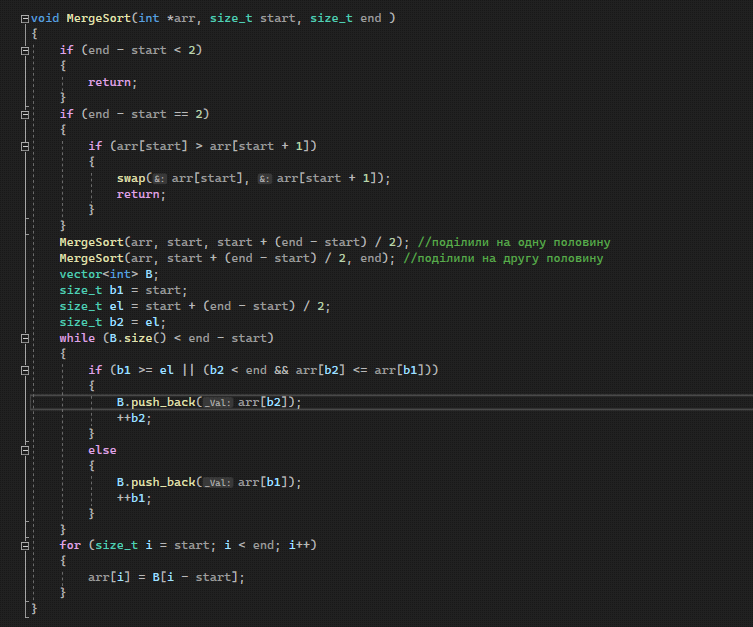 void MergeSort(int *arr, size_t start, size_t end )
{
if (end - start < 2)
{
return;
}
if (end - start == 2)
{
if (arr[start] > arr[start + 1])
{
swap(&: arr[start], &: arr[start + 1]);
return;
}
}
MergeSort(arr, start, start + (end - start) / 2); //поділили на одну половину
MergeSort(arr, start + (end - start) / 2, end); //поділили на другу половину
vector<int> B;
size_t b1 = start;
size_t el = start + (end - start) / 2;
size_t b2 = el;
while (B.size() < end - start)
{
if (b1 >= el || (b2 < end && arr[b2] <= arr[b1]))
{
B.push_back(_Val: arr[b2]);
++b2;
}
else
{
B.push_back(_Val: arr[b1]);
++b1;
}
}
for (size_t i = start; i < end; i++)
{
arr[i] = B[i - start];
}
}